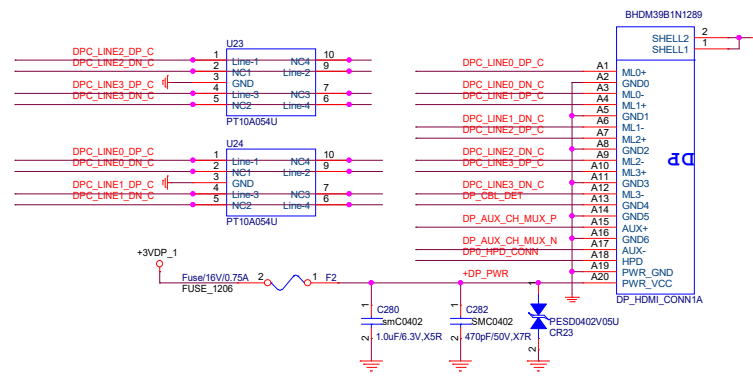 BHDM39B1N1289
U23
DPC_LINE2_DP_C 1 Line-1 NC4 10
DPC_LINE2_DN_C 2 NC1 Line-2 9
3 GND
DPC_LINE3_DP_C 4 Line-3 NC3 7
DPC_LINE3_DN_C 5 NC2 Line-4 6
PT10A054U
U24
DPC_LINE0_DP_C 1 Line-1 NC4 10
DPC_LINE0_DN_C 2 NC1 Line-2 9
3 GND
DPC_LINE1_DP_C 4 Line-3 NC3 7
DPC_LINE1_DN_C 5 NC2 Line-4 6
PT10A054U
SHELL2 2
SHELL1 1
DPC_LINE0_DP_C A1 ML0+
A2 GND0
DPC_LINE0_DN_C A3 ML0-
DPC_LINE1_DP_C A4 ML1+
A5 GND1
DPC_LINE1_DN_C A6 ML1-
DPC_LINE2_DP_C A7 ML2+
A8 GND2
DPC_LINE2_DN_C A9 ML2-
DPC_LINE3_DP_C A10 ML3+
A11 GND3
DPC_LINE3_DN_C A12 ML3-
DP_CBL_DET A13 GND4
A14 GND5
DP_AUX_CH_MUX_P A15 AUX+
A16 GND6
DP_AUX_CH_MUX_N A17 AUX-
DP0_HPD_CONN A18 HPD
A19 PWR_GND
+DP_PWR A20 PWR_VCC
DP
DP_HDMI_CONN1A
+3VDP_1
Fuse/16V/0.75A 2 1 F2
FUSE_1206
1 C280
smC0402
2 1.0uF/6.3V,X5R
1 C282
SMC0402
2 470pF/50V,X7R
1
PESD0402V05U
CR23
2